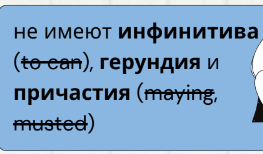 не имеют инфинитива
(to can), герундия и
причастия (maying,
musted)